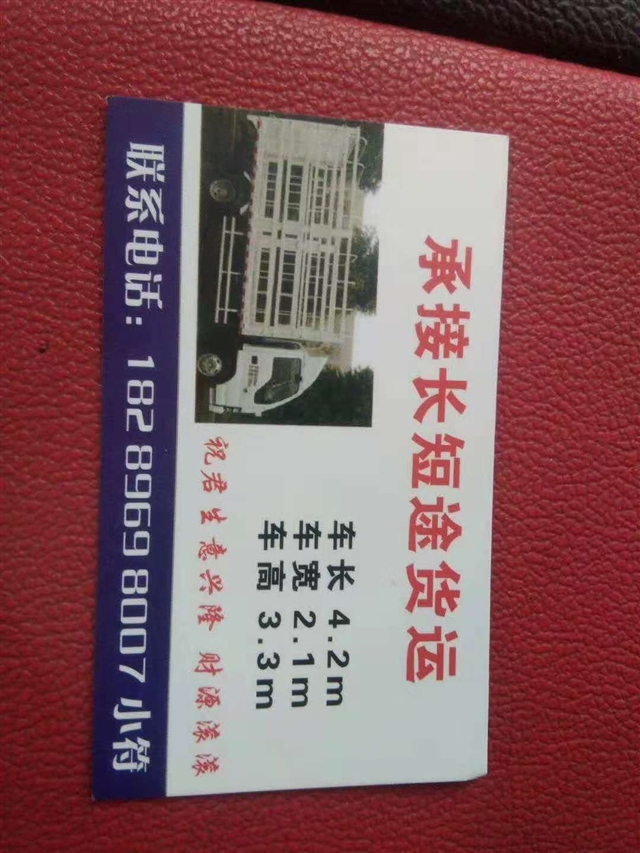 承接长短途货运
车长 4.2m
车宽 2.1m
车高 3.3m
祝君生意兴隆 财源滚滚
联系电话：182 8969 8007 小符